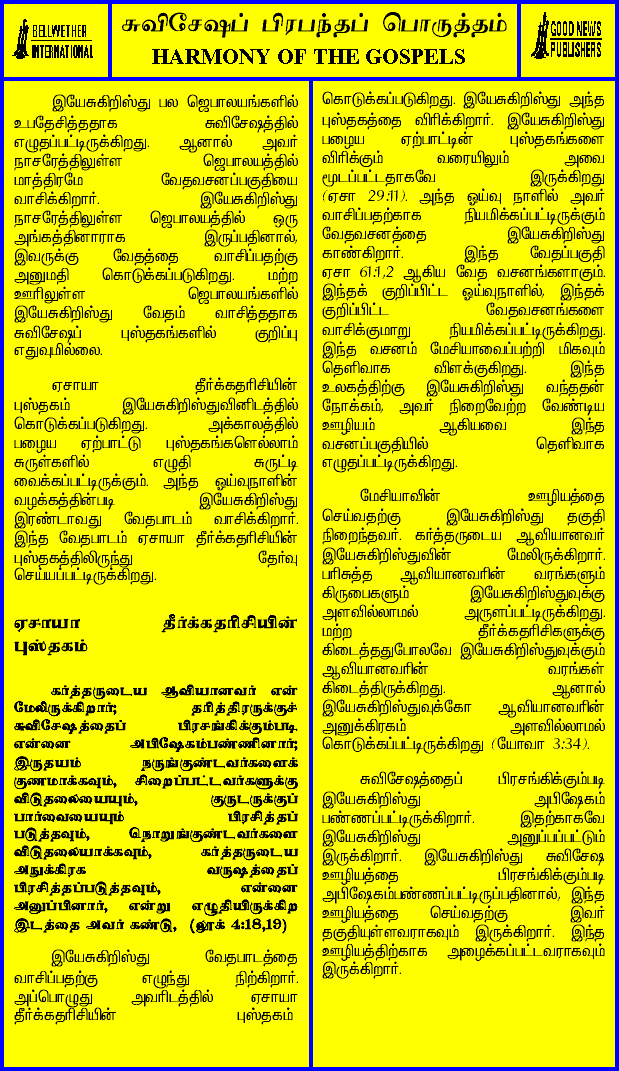 BELLWETHER
INTERNATIONAL
சுவிசேஷப் பிரபந்தப் பொருத்தம்
HARMONY OF THE GOSPELS
GOOD NEWS
PUBLISHERS
இயேசுகிறிஸ்து பல ஜெபாலயங்களில்
உபதேசித்ததாக சுவிசேஷத்தில்
எழுதப்பட்டிருக்கிறது. ஆனால் அவர்
நாசரேத்திலுள்ள ஜெபாலயத்தில்
மாத்திரமே வேதவசனப்பகுதியை
வாசிக்கிறார். இயேசுகிறிஸ்து
நாசரேத்திலுள்ள ஜெபாலயத்தில் ஒரு
அங்கத்தினராராக இருப்பதினால்,
இவருக்கு வேதத்தை வாசிப்பதற்கு
அனுமதி கொடுக்கப்படுகிறது. மற்ற
ஊரிலுள்ள ஜெபாலயங்களில்
இயேசுகிறிஸ்து வேதம் வாசித்ததாக
சுவிசேஷப் புஸ்தகங்களில் குறிப்பு
எதுவுமில்லை.
ஏசாயா தீர்க்கதரிசியின்
புஸ்தகம் இயேசுகிறிஸ்துவினிடத்தில்
கொடுக்கப்படுகிறது. அக்காலத்தில்
பழைய ஏற்பாட்டு புஸ்தகங்களெல்லாம்
சுருள்களில் எழுதி சுருட்டி
வைக்கப்பட்டிருக்கும். அந்த ஓய்வுநாளின்
வழக்கத்தின்படி இயேசுகிறிஸ்து
இரண்டாவது வேதபாடம் வாசிக்கிறார்.
இந்த வேதபாடம் ஏசாயா தீர்க்கதரிசியின்
புஸ்தகத்திலிருந்து தேர்வு
செய்யப்பட்டிருக்கிறது.
ஏசாயா தீர்க்கதரிசியின்
புஸ்தகம்
கர்த்தருடைய ஆவியானவர் என்
மேலிருக்கிறார்; தரித்திரருக்குச்
சுவிசேஷத்தைப் பிரசங்கிக்கும்படி
என்னை அபிஷேகம்பண்ணினார்;
இருதயம் நருங்குண்டவர்களைக்
குணமாக்கவும், சிறைப்பட்டவர்களுக்கு
விடுதலையையும், குருடருக்குப்
பார்வையையும் பிரசித்தப்
படுத்தவும், நொறுங்குண்டவர்களை
விடுதலையாக்கவும், கர்த்தருடைய
அநுக்கிரக வருஷத்தைப்
பிரசித்தப்படுத்தவும், என்னை
அனுப்பினார், என்று எழுதியிருக்கிற
இடத்தை அவர் கண்டு, (லூக் 4:18,19)
இயேசுகிறிஸ்து வேதபாடத்தை
வாசிப்பதற்கு எழுந்து நிற்கிறார்.
அப்பொழுது அவரிடத்தில் ஏசாயா
தீர்க்கதரிசியின் புஸ்தகம்
கொடுக்கப்படுகிறது. இயேசுகிறிஸ்து அந்த
புஸ்தகத்தை விரிக்கிறார். இயேசுகிறிஸ்து
பழைய ஏற்பாட்டின் புஸ்தகங்களை
விரிக்கும் வரையிலும் அவை
மூடப்பட்டதாகவே இருக்கிறது
(ஏசா 29:11). அந்த ஓய்வு நாளில் அவர்
வாசிப்பதற்காக நியமிக்கப்பட்டிருக்கும்
வேதவசனத்தை இயேசுகிறிஸ்து
காண்கிறார். இந்த வேதப்பகுதி
ஏசா 61:1,2 ஆகிய வேத வசனங்களாகும்.
இந்தக் குறிப்பிட்ட ஓய்வுநாளில், இந்தக்
குறிப்பிட்ட வேதவசனங்களை
வாசிக்குமாறு நியமிக்கப்பட்டிருக்கிறது.
இந்த வசனம் மேசியாவைப்பற்றி மிகவும்
தெளிவாக விளக்குகிறது. இந்த
உலகத்திற்கு இயேசுகிறிஸ்து வந்ததன்
நோக்கம், அவர் நிறைவேற்ற வேண்டிய
ஊழியம் ஆகியவை இந்த
வசனப்பகுதியில் தெளிவாக
எழுதப்பட்டிருக்கிறது.
மேசியாவின் ஊழியத்தை
செய்வதற்கு இயேசுகிறிஸ்து தகுதி
நிறைந்தவர். கர்த்தருடைய ஆவியானவர்
இயேசுகிறிஸ்துவின் மேலிருக்கிறார்.
பரிசுத்த ஆவியானவரின் வரங்களும்
கிருபைகளும் இயேசுகிறிஸ்துவுக்கு
அளவில்லாமல் அருளப்பட்டிருக்கிறது.
மற்ற தீர்க்கதரிசிகளுக்கு
கிடைத்ததுபோலவே இயேசுகிறிஸ்துவுக்கும்
ஆவியானவரின் வரங்கள்
கிடைத்திருக்கிறது. ஆனால்
இயேசுகிறிஸ்துவுக்கோ ஆவியானவரின்
அனுக்கிரகம் அளவில்லாமல்
கொடுக்கப்பட்டிருக்கிறது (யோவா 3:34).
சுவிசேஷத்தைப் பிரசங்கிக்கும்படி
இயேசுகிறிஸ்து அபிஷேகம்
பண்ணப்பட்டிருக்கிறார். இதற்காகவே
இயேசுகிறிஸ்து அனுப்பப்பட்டும்
இருக்கிறார். இயேசுகிறிஸ்து சுவிசேஷ
ஊழியத்தை பிரசங்கிக்கும்படி
அபிஷேகம்பண்ணப்பட்டிருப்பதினால், இந்த
ஊழியத்தை செய்வதற்கு இவர்
தகுதியுள்ளவராகவும் இருக்கிறார். இந்த
ஊழியத்திற்காக அழைக்கப்பட்டவராகவும்
இருக்கிறார்.